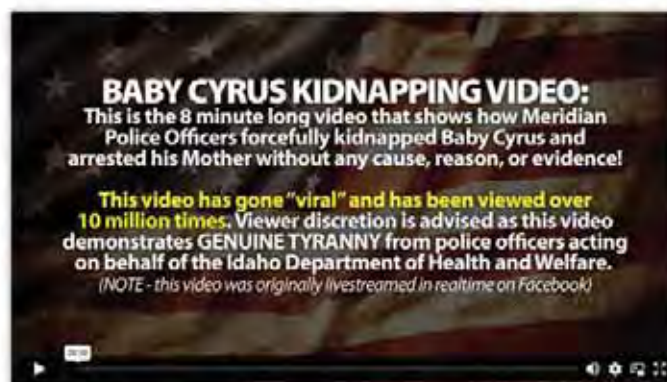 BABY CYRUS KIDNAPPING VIDEO:
This is the 8 minute long video that shows how Meridian
Police Officers forcefully kidnapped Baby Cyrus and
arrested his Mother without any cause, reason, or evidence!
This video has gone "viral" and has been viewed over
10 million times. Viewer discretion is advised as this video
demonstrates GENUINE TYRANNY from police officers acting
on behalf of the Idaho Department of Health and Welfare.
(NOTE - this video was originally livestreamed in realtime on Facebook)